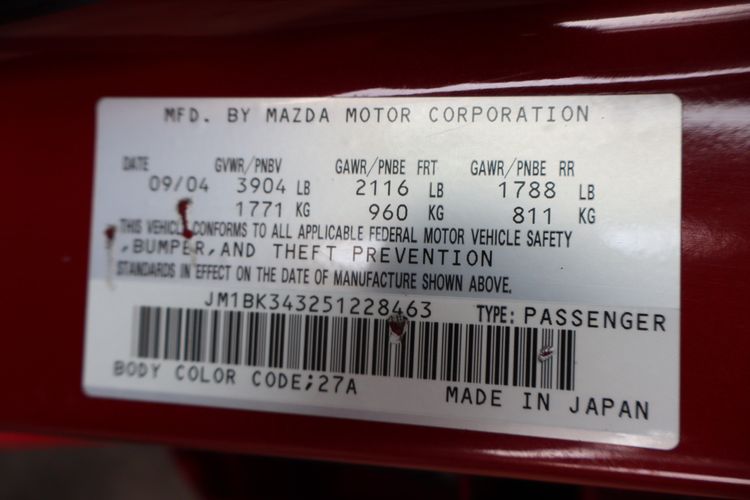 MFD. BY MAZDA MOTOR CORPORATION
DATE GVWR/PNBV GAWR/PNBE FRT GAWR/PNBE RR
09/04 3904 LB 2116 LB 1788 LB
1771 KG 960 KG 811 KG
THIS VEHICLE CONFORMS TO ALL APPLICABLE FEDERAL MOTOR VEHICLE SAFETY
,BUMPER,AND THEFT PREVENTION
STANDARDS IN EFFECT ON THE DATE OF MANUFACTURE SHOWN ABOVE.
JM1BK343251228463 TYPE: PASSENGER
BODY COLOR CODE;27A MADE IN JAPAN